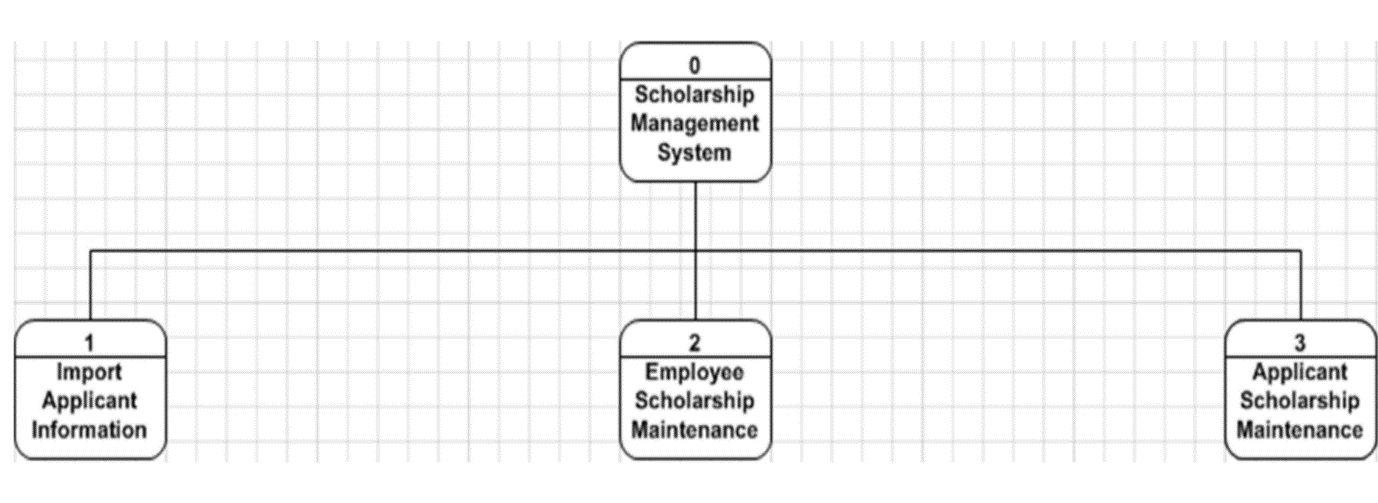 0
Scholarship
Management
System
1
Import
Applicant
Information
2
Employee
Scholarship
Maintenance
3
Applicant
Scholarship
Maintenance